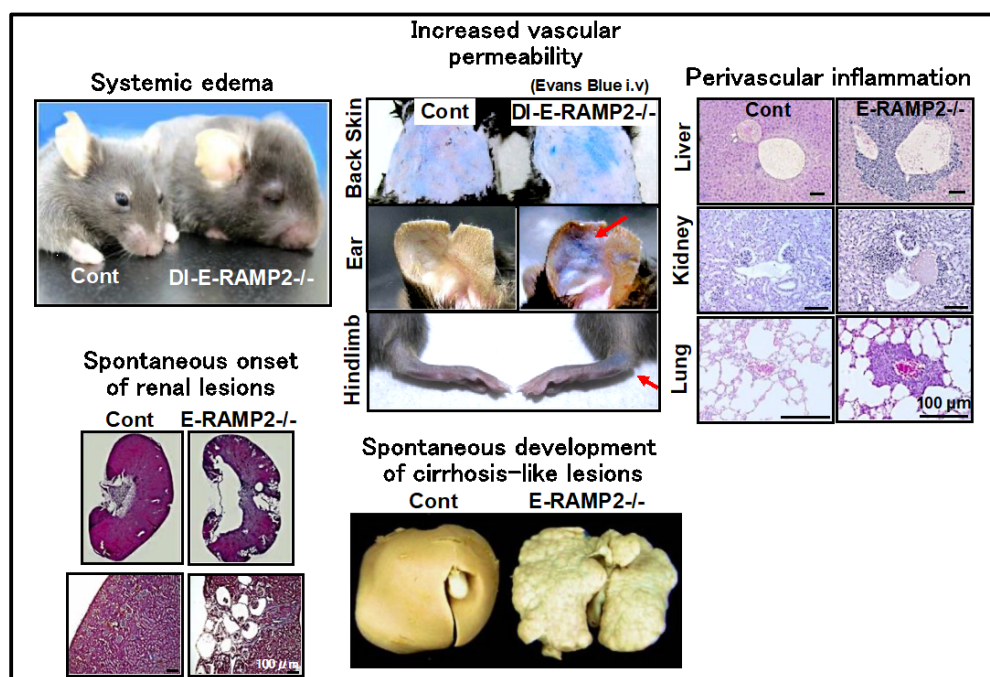 Systemic edema
Cont
DI-E-RAMP2-/-
Increased vascular
permeability
(Evans Blue i.v)
Cont
DI-E-RAMP2-/-
Back Skin
Ear
Hindlimb
Perivascular inflammation
Cont
E-RAMP2-/-
Liver
Kidney
Lung
100 µm
Spontaneous onset
of renal lesions
Cont
E-RAMP2-/-
100 µm
Spontaneous development
of cirrhosis-like lesions
Cont
E-RAMP2-/-